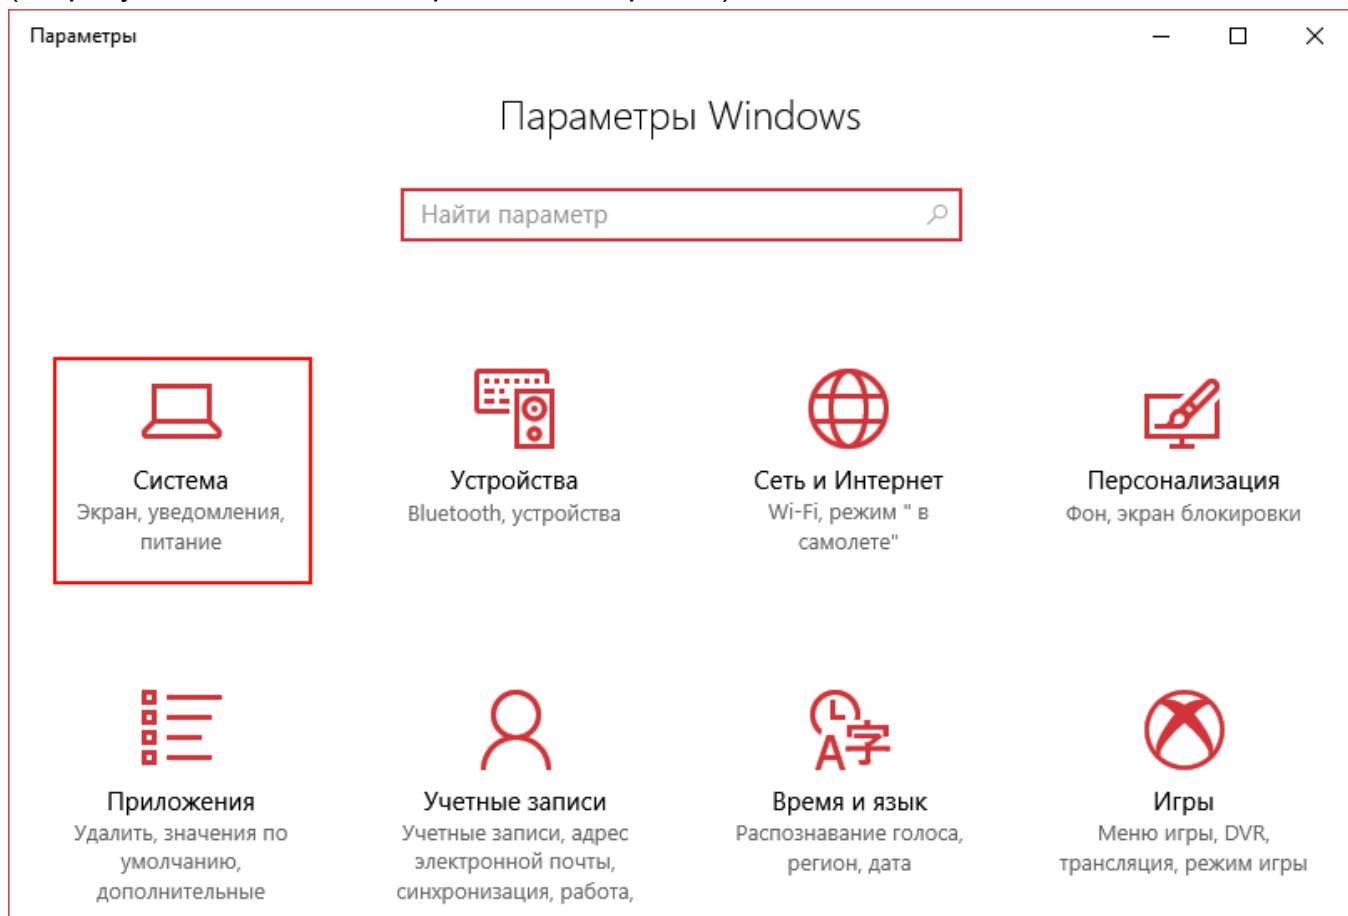 Параметры
Параметры Windows
Найти параметр
Система
Экран, уведомления,
питание
Устройства
Bluetooth, устройства
Сеть и Интернет
Wi-Fi, режим " в
самолете"
Персонализация
Фон, экран блокировки
Приложения
Удалить, значения по
умолчанию,
дополнительные
Учетные записи
Учетные записи, адрес
электронной почты,
синхронизация, работа,
Время и язык
Распознавание голоса,
регион, дата
Игры
Меню игры, DVR,
трансляция, режим игры